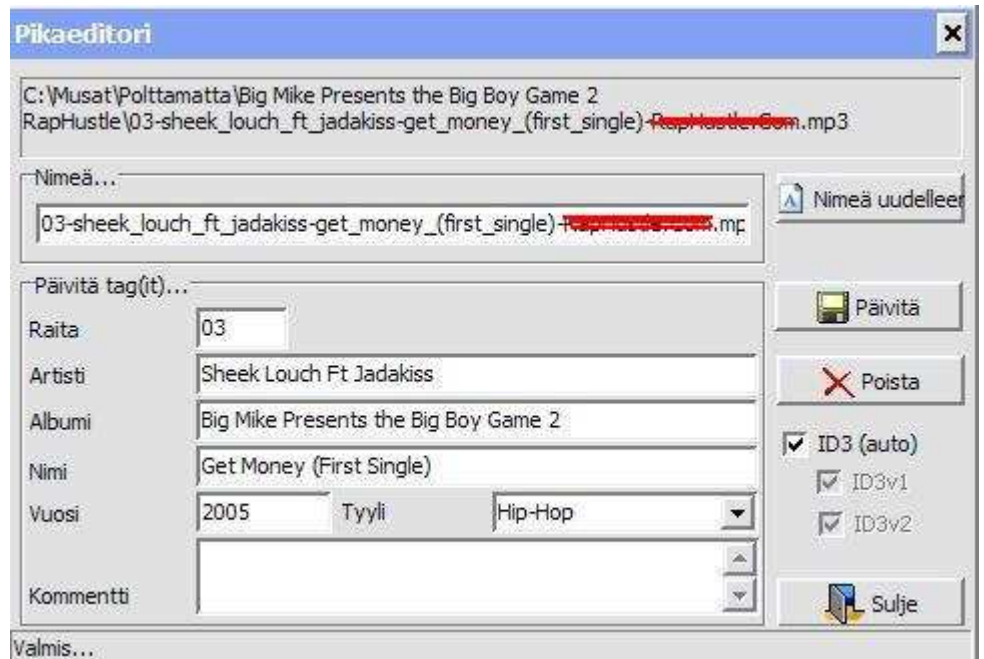 Pikaeditori
C:\Musat\Polttamatta\Big Mike Presents the Big Boy Game 2
RapHustle\03-sheek_louch_ft_jadakiss-get_money_(first_single)-.mp3
Nimeä...
03-sheek_louch_ft_jadakiss-get_money_(first_single)-.mp
Nimeä uudelleen
Päivitä tag(it)...
Raita 03
Päivitä
Artisti Sheek Louch Ft Jadakiss
Poista
Albumi Big Mike Presents the Big Boy Game 2
ID3 (auto)
Nimi Get Money (First Single)
ID3v1
Vuosi 2005 Tyyli Hip-Hop
ID3v2
Kommentti
Sulje
Valmis...